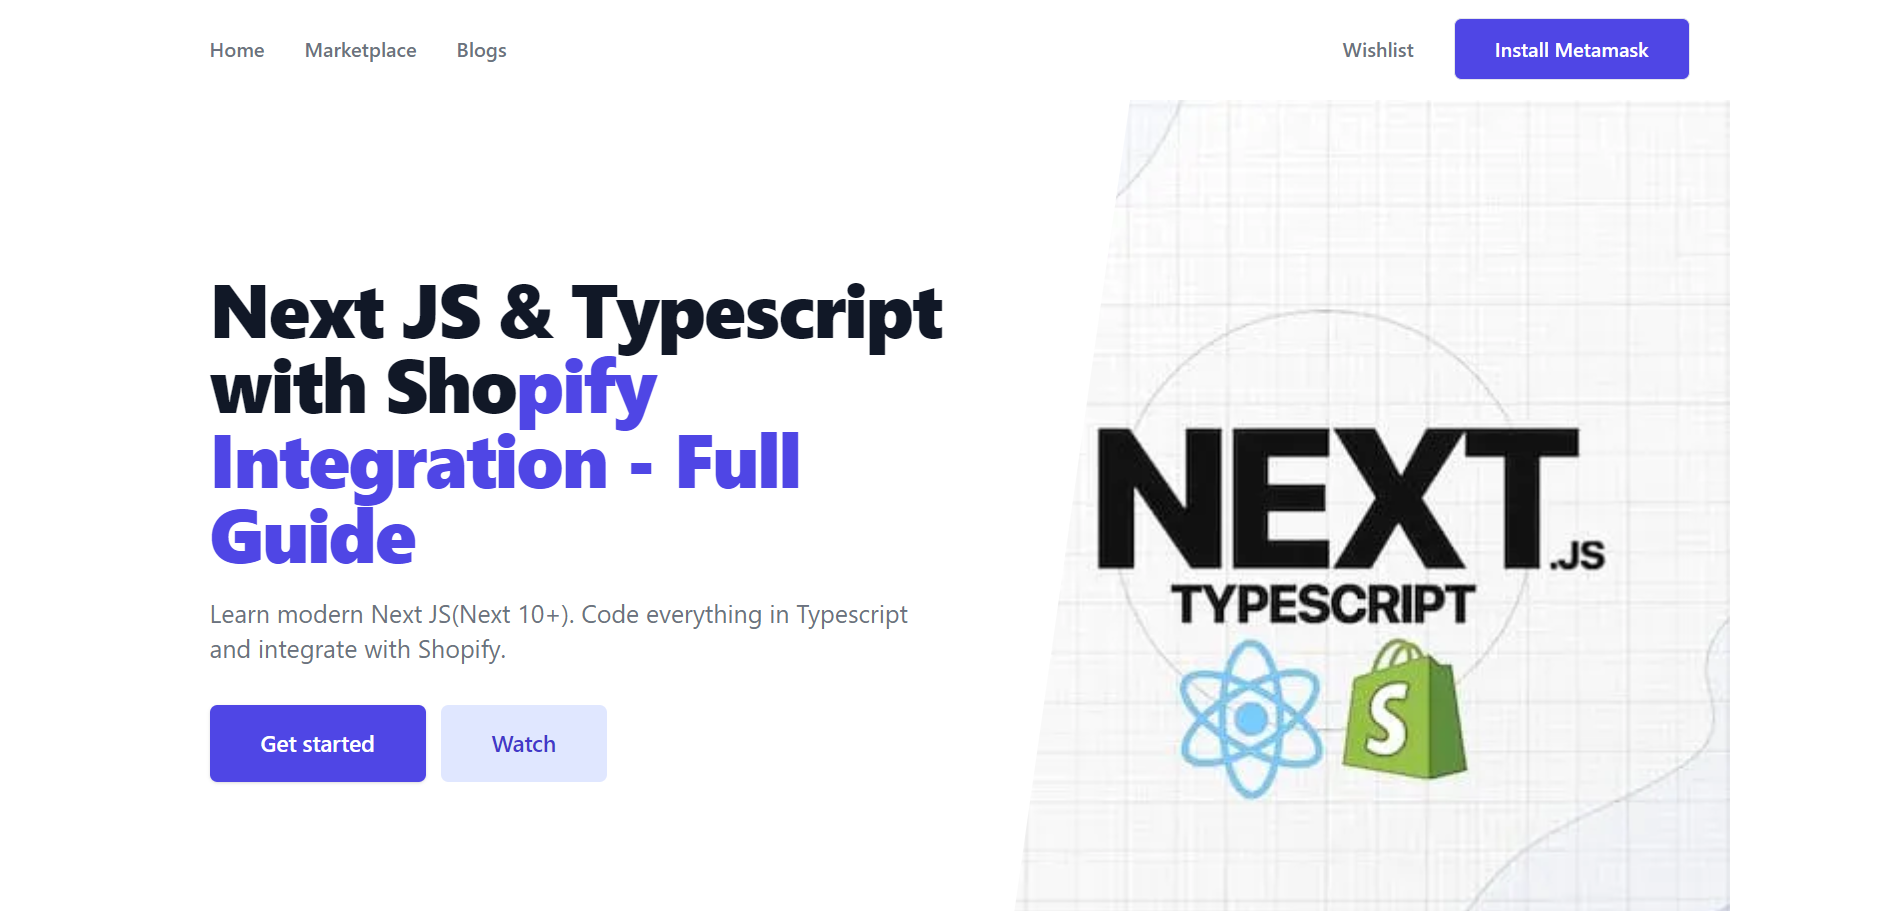 Home Marketplace Blogs Wishlist Install Metamask
Next JS & Typescript
with Shopify
Integration - Full
Guide
Learn modern Next JS(Next 10+). Code everything in Typescript
and integrate with Shopify.
Get started Watch
NEXT.JS
TYPESCRIPT
S